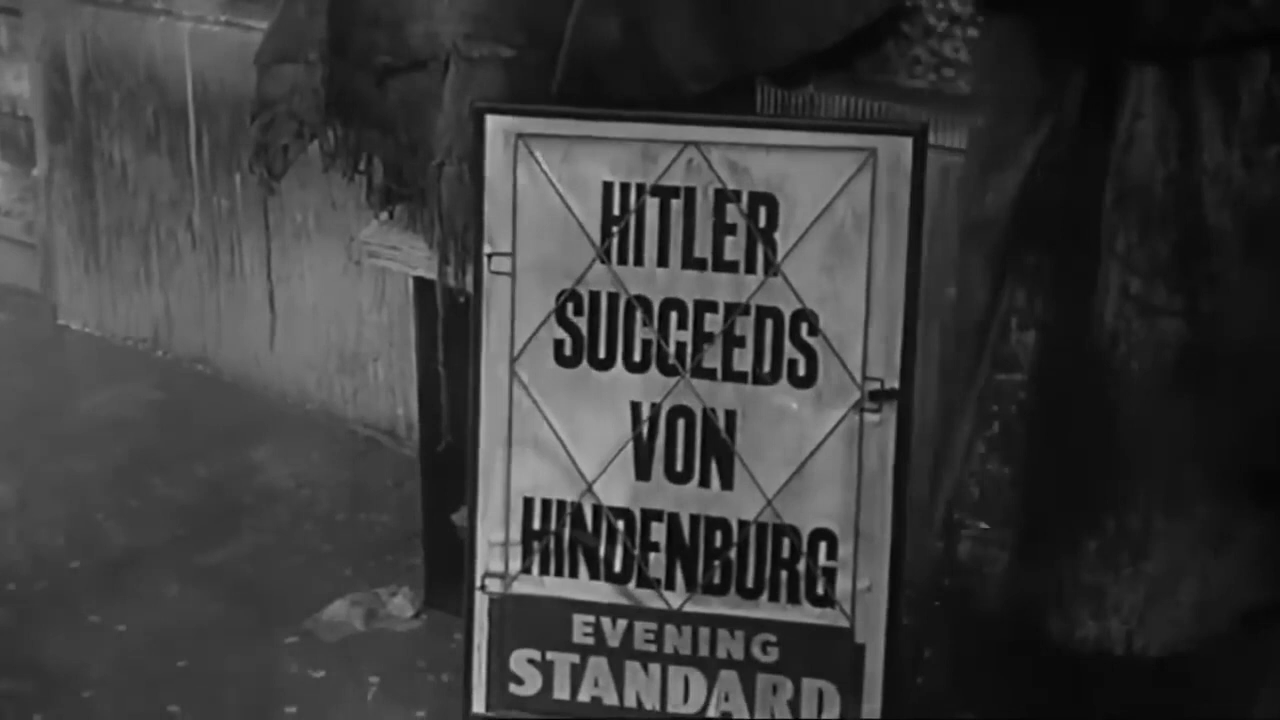 HITLER
SUCCEEDS
VON
HINDENBURG
EVENING
STANDARD